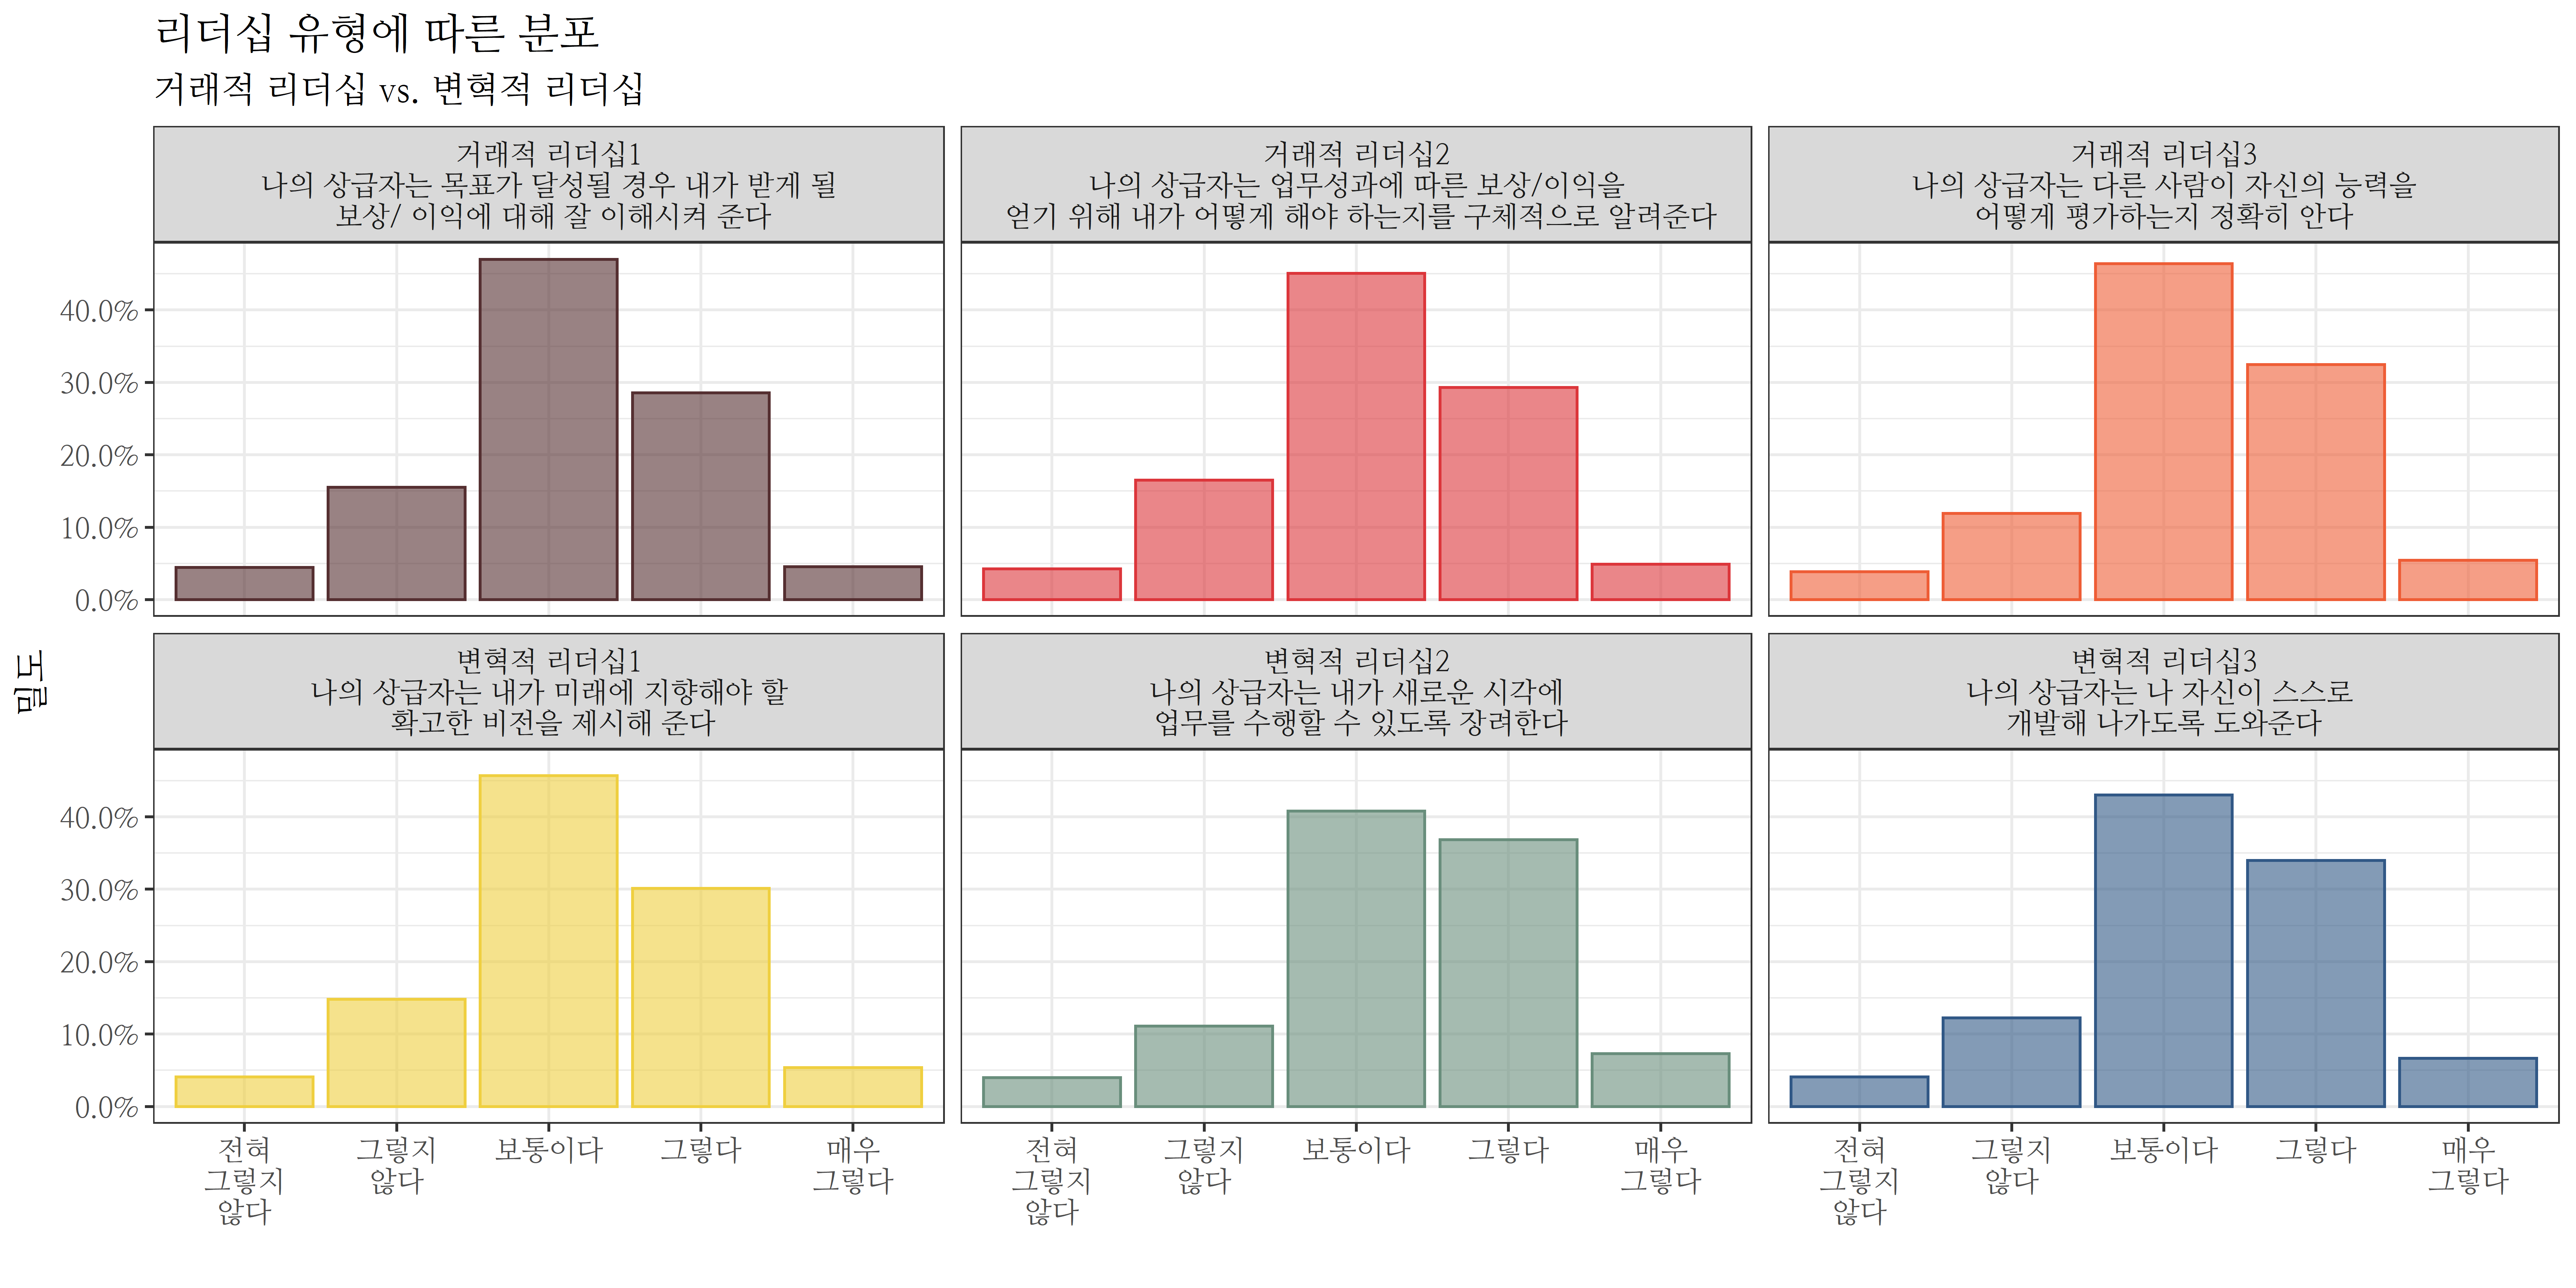 리더십 유형에 따른 분포
거래적 리더십 vs. 변혁적 리더십
거래적 리더십1
나의 상급자는 목표가 달성될 경우 내가 받게 될
보상/ 이익에 대해 잘 이해시켜 준다
거래적 리더십2
나의 상급자는 업무성과에 따른 보상/이익을
얻기 위해 내가 어떻게 해야 하는지를 구체적으로 알려준다
거래적 리더십3
나의 상급자는 다른 사람이 자신의 능력을
어떻게 평가하는지 정확히 안다
40.0%
30.0%
20.0%
10.0%
0.0%
밀도
변혁적 리더십1
나의 상급자는 내가 미래에 지향해야 할
확고한 비전을 제시해 준다
변혁적 리더십2
나의 상급자는 내가 새로운 시각에
업무를 수행할 수 있도록 장려한다
변혁적 리더십3
나의 상급자는 나 자신이 스스로
개발해 나가도록 도와준다
40.0%
30.0%
20.0%
10.0%
0.0%
전혀
그렇지
않다
그렇지
않다
보통이다
그렇다
매우
그렇다
전혀
그렇지
않다
그렇지
않다
보통이다
그렇다
매우
그렇다
전혀
그렇지
않다
그렇지
않다
보통이다
그렇다
매우
그렇다